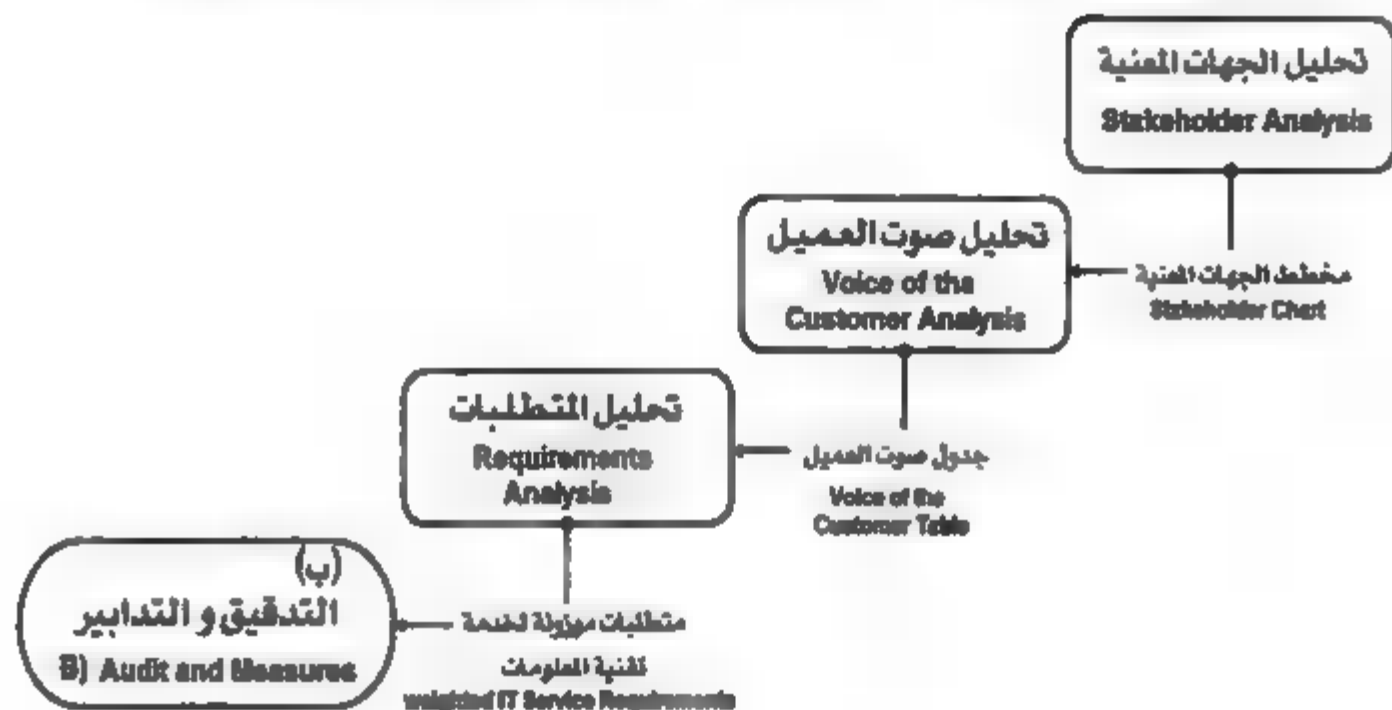 تحليل الجهات المعنية
Stakeholder Analysis
مخطط الجهات المعنية
Stakeholder Chart
تحليل صوت العميل
Voice of the
Customer Analysis
جدول صوت العميل
Voice of the
Customer Table
تحليل المتطلبات
Requirements
Analysis
متطلبات موزونة لخدمة
تقنية المعلومات
weighted IT Service Requirements
(ب)
التدقيق و التدابير
B) Audit and Measures